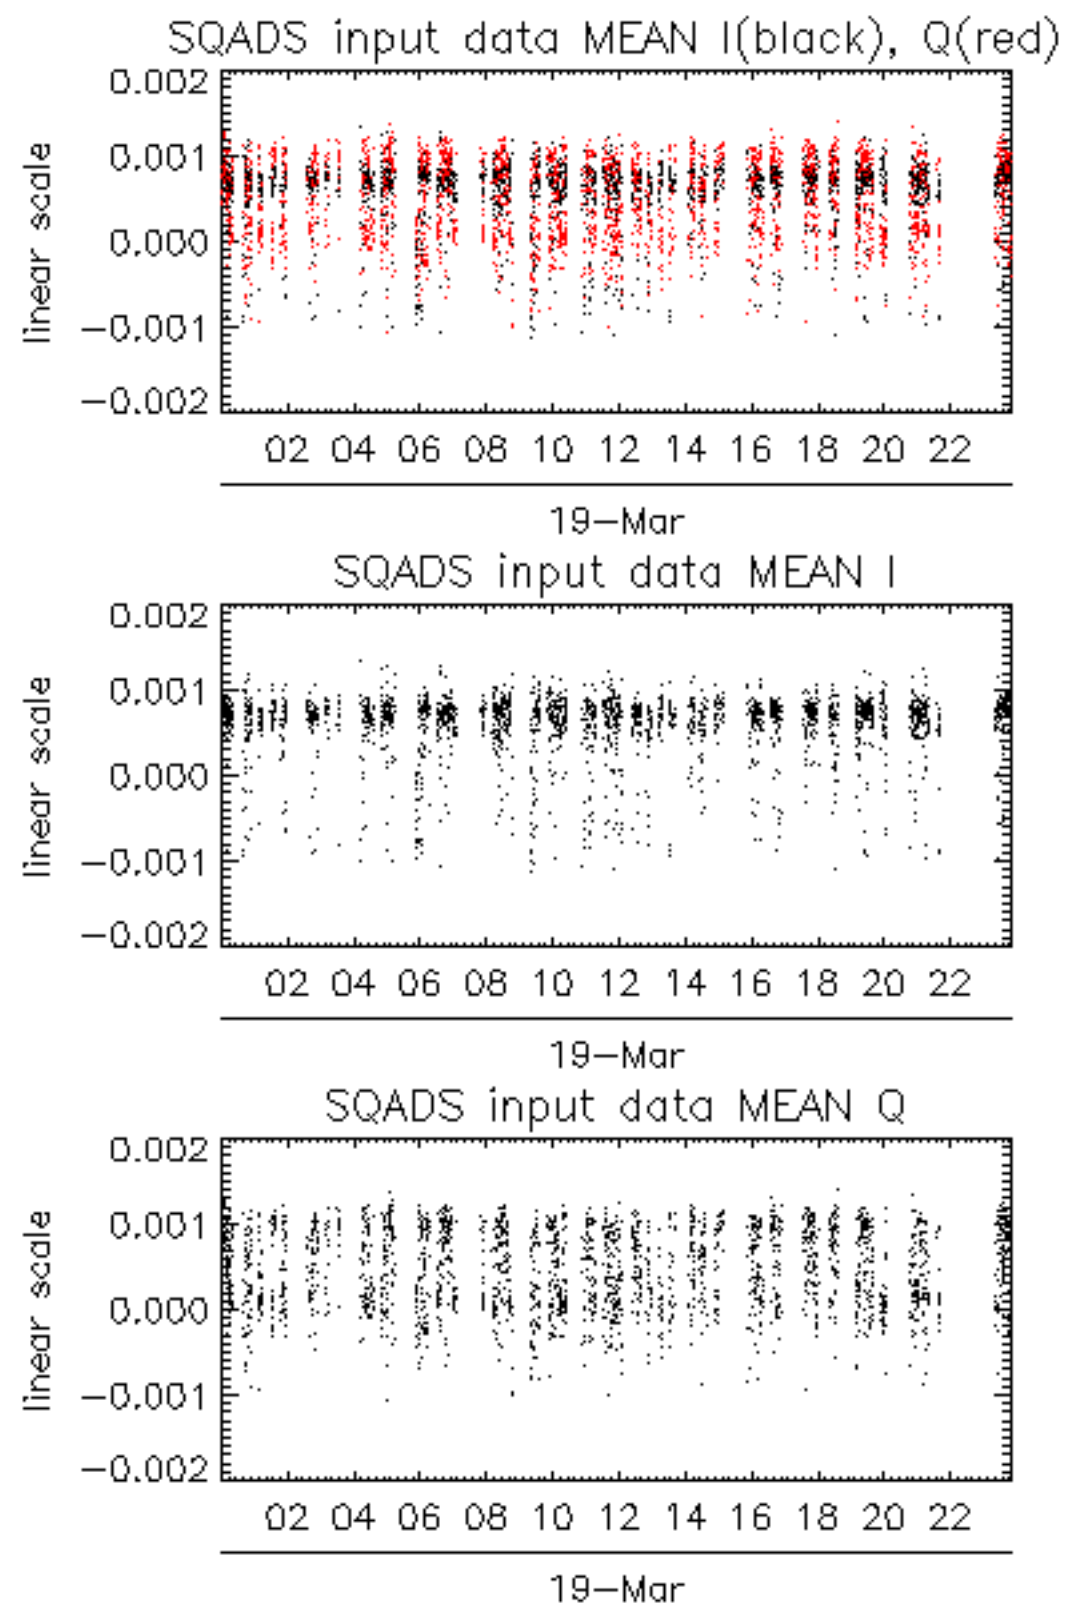 SQADS input data MEAN I(black), Q(red)
0.002
0.001
0.000
−0.001
−0.002
linear scale
02 04 06 08 10 12 14 16 18 20 22
19−Mar
SQADS input data MEAN I
0.002
0.001
0.000
−0.001
−0.002
linear scale
02 04 06 08 10 12 14 16 18 20 22
19−Mar
SQADS input data MEAN Q
0.002
0.001
0.000
−0.001
−0.002
linear scale
02 04 06 08 10 12 14 16 18 20 22
19−Mar